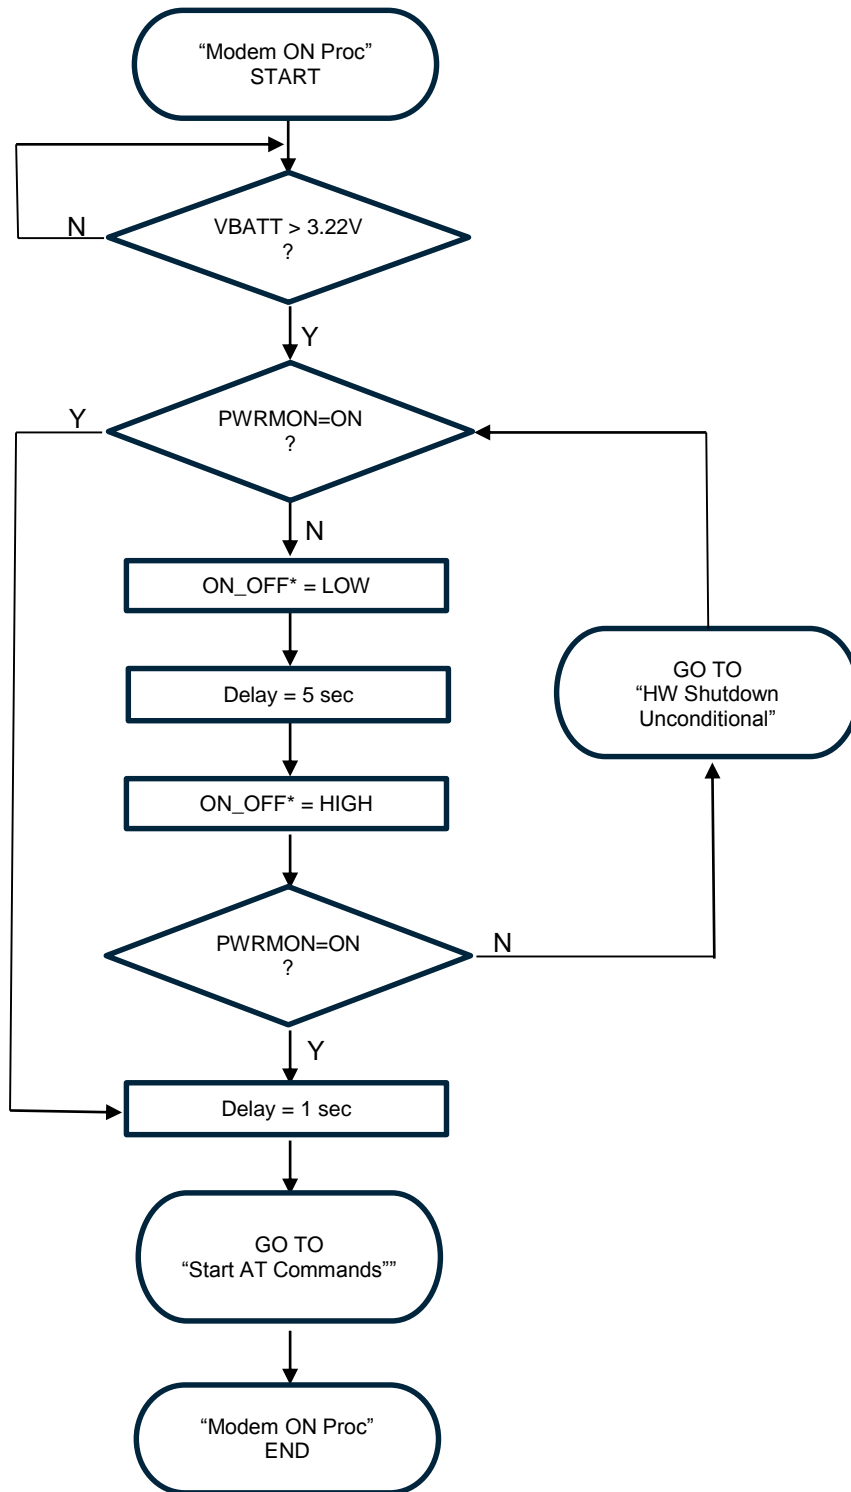 “Modem ON Proc”
START
N
VBATT > 3.22V
?
Y
Y
PWRMON=ON
?
N
ON_OFF* = LOW
Delay = 5 sec
GO TO
“HW Shutdown
Unconditional”
ON_OFF* = HIGH
PWRMON=ON
?
N
Y
Delay = 1 sec
GO TO
“Start AT Commands””
“Modem ON Proc”
END